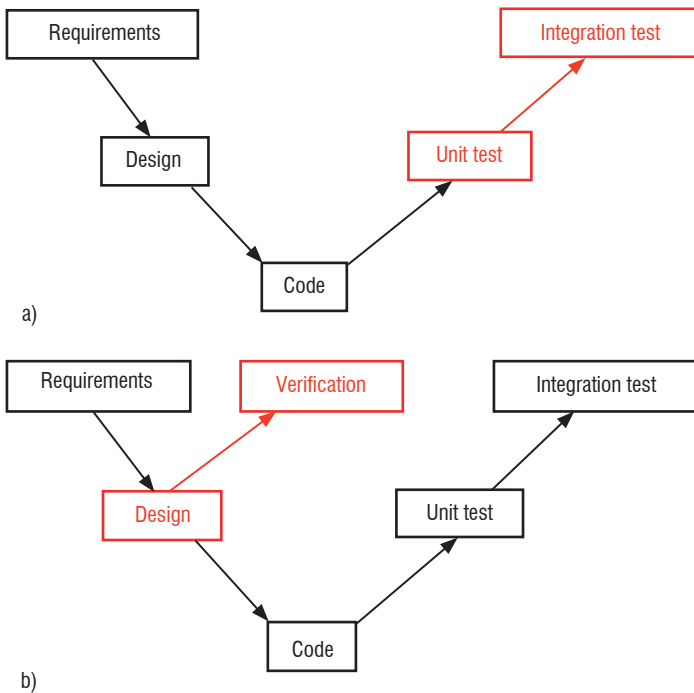 Requirements
Integration test
Design
Unit test
Code
a)
Requirements
Verification
Integration test
Design
Unit test
Code
b)